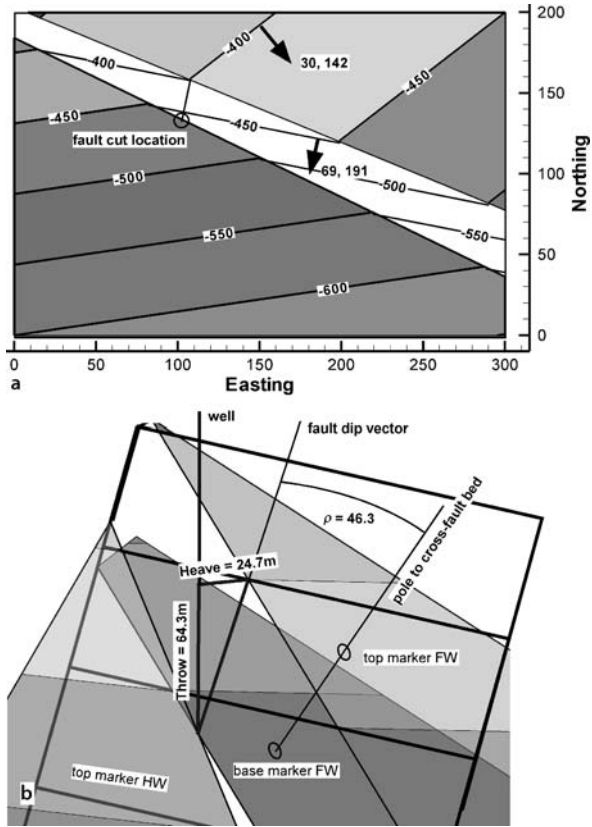 -400
30, 142
-450
-400
-450
-450
fault cut location
69, 191
-500
-500
-550
-550
-600
200
150
100
50
0
Northing
0 50 100 150 200 250 300
a
Easting
well
fault dip vector
ρ = 46.3
pole to cross-fault bed
Heave = 24.7m
Throw = 64.3m
top marker FW
top marker HW
base marker FW
b